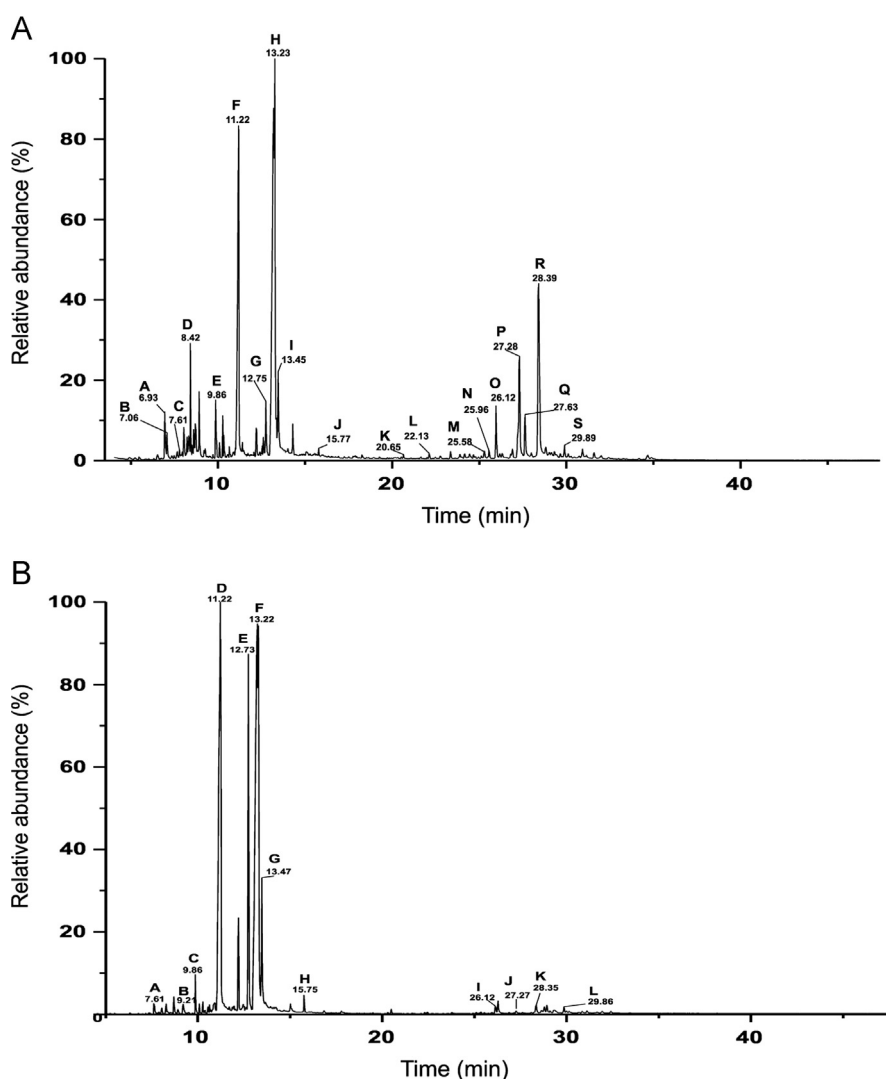 A
Relative abundance (%)
100
80
60
40
20
0
H
13.23
F
11.22
R
28.39
D
8.42
P
27.28
I
13.45
G
12.75
A
6.93
E
9.86
O
26.12
Q
27.63
B
7.06
C
7.61
N
25.96
J
15.77
K
20.65
L
22.13
M
25.58
S
29.89
10
20
30
40
Time (min)
B
Relative abundance (%)
100
80
60
40
20
0
D
11.22
F
13.22
E
12.73
G
13.47
C
9.86
A
7.61
B
9.21
H
15.75
I
26.12
J
27.27
K
28.35
L
29.86
10
20
30
40
Time (min)